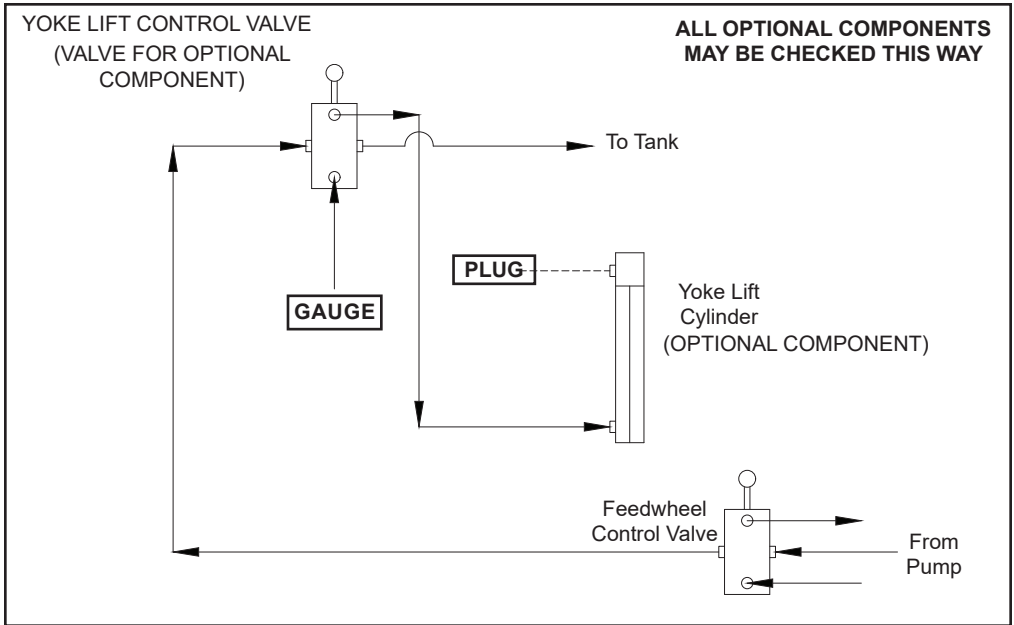 YOKE LIFT CONTROL VALVE
(VALVE FOR OPTIONAL
COMPONENT)
ALL OPTIONAL COMPONENTS
MAY BE CHECKED THIS WAY
To Tank
GAUGE
PLUG
Yoke Lift
Cylinder
(OPTIONAL COMPONENT)
Feedwheel
Control Valve
From
Pump